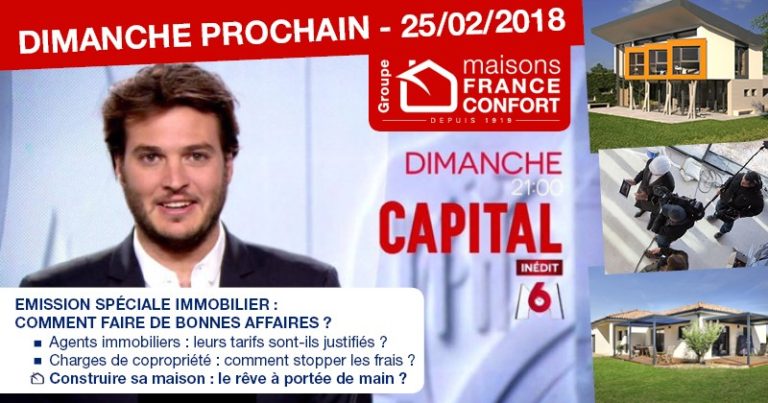 DIMANCHE PROCHAIN - 25/02/2018
Groupe
maisons
FRANCE
CONFORT
DEPUIS 1919
DIMANCHE
21:00
CAPITAL
INÉDIT
M6
EMISSION SPÉCIALE IMMOBILIER :
COMMENT FAIRE DE BONNES AFFAIRES ?
Agents immobiliers : leurs tarifs sont-ils justifiés ?
Charges de copropriété : comment stopper les frais ?
Construire sa maison : le rêve à portée de main ?